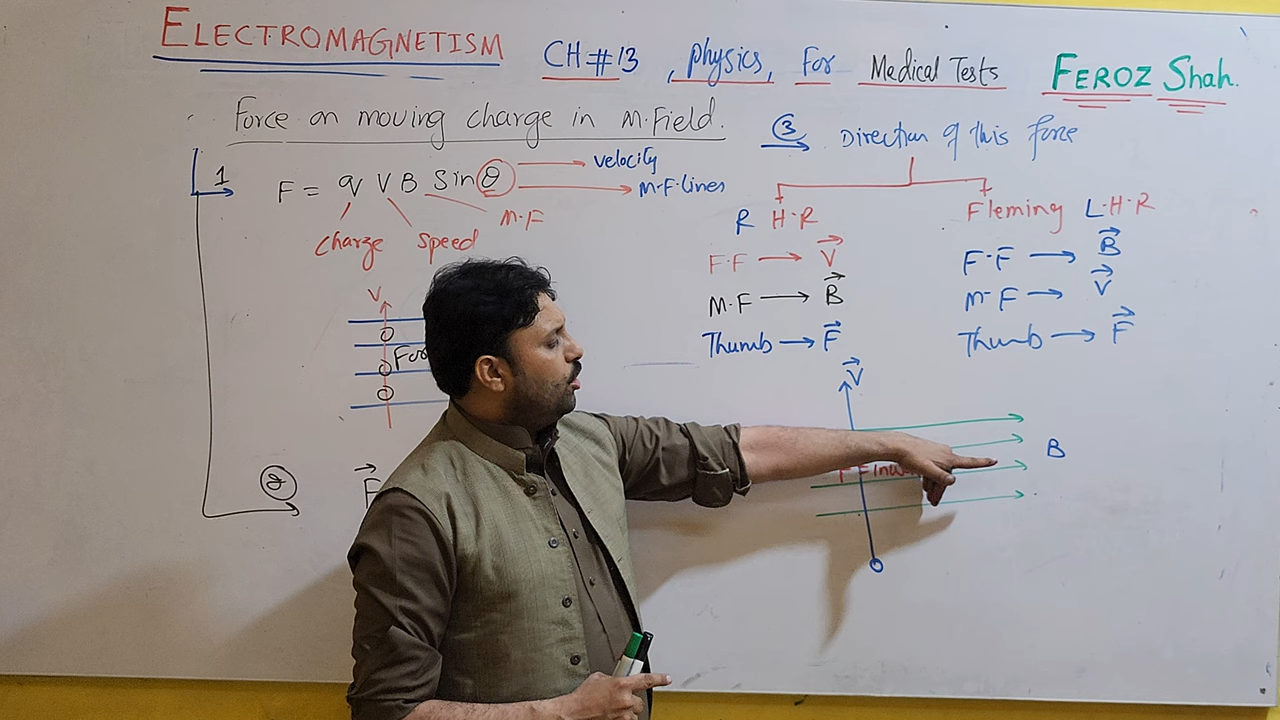 ELECTROMAGNETISM CH#13, Physics, For Medical Tests FEROZ Shah.
Force on moving charge in M.Field.
1 F = q V B Sin θ
velocity
M.F. lines
charge speed M.F
V
2 F
3 Direction of this force
R H.R
F.F → V
M.F → B
Thumb → F
Fleming L.H.R
F.F → B
M.F → V
Thumb → F
V
B